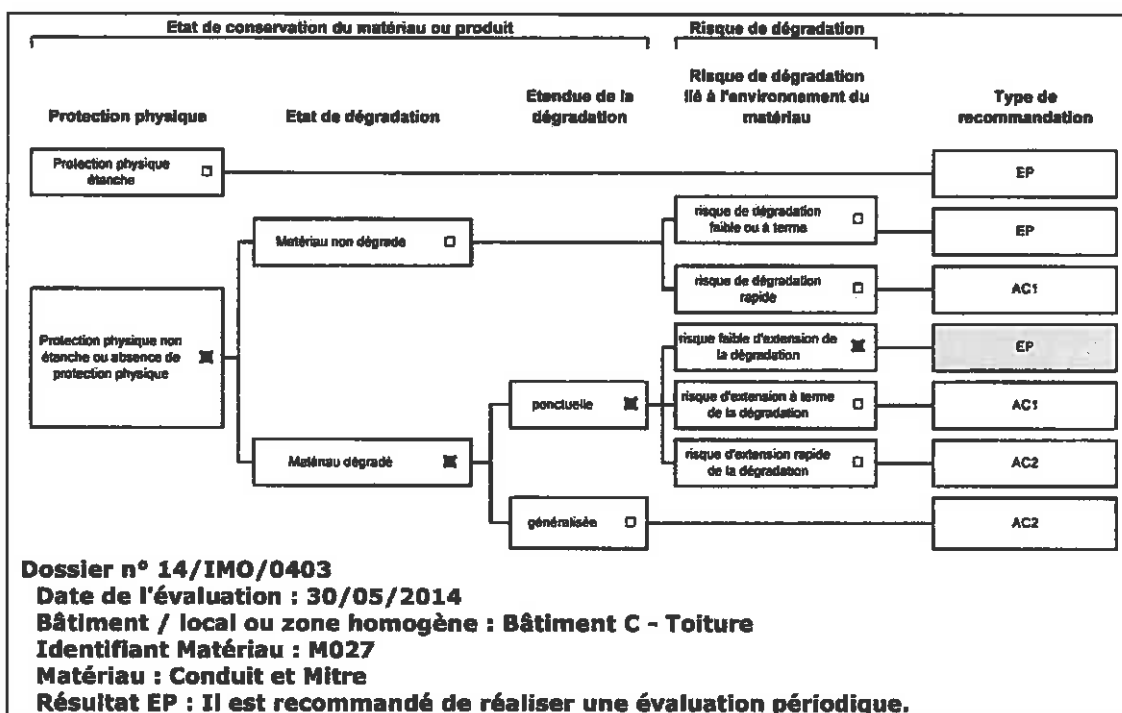 Etat de conservation du matériau ou produit
Risque de dégradation
Protection physique
Etat de dégradation
Etendue de la
dégradation
Risque de dégradation
lié à l'environnement du
matériau
Type de
recommandation
Protection physique
étanche
EP
Matériau non dégradé
risque de dégradation
faible ou à terme
EP
risque de dégradation
rapide
AC1
Protection physique non
étanche ou absence de
protection physique
risque faible d'extension de
la dégradation
EP
ponctuelle
risque d'extension à terme
de la dégradation
AC1
Matériau dégradé
risque d'extension rapide
de la dégradation
AC2
généralisée
AC2
Dossier n° 14/IMO/0403
Date de l'évaluation : 30/05/2014
Bâtiment / local ou zone homogène : Bâtiment C - Toiture
Identifiant Matériau : M027
Matériau : Conduit et Mitre
Résultat EP : Il est recommandé de réaliser une évaluation périodique.